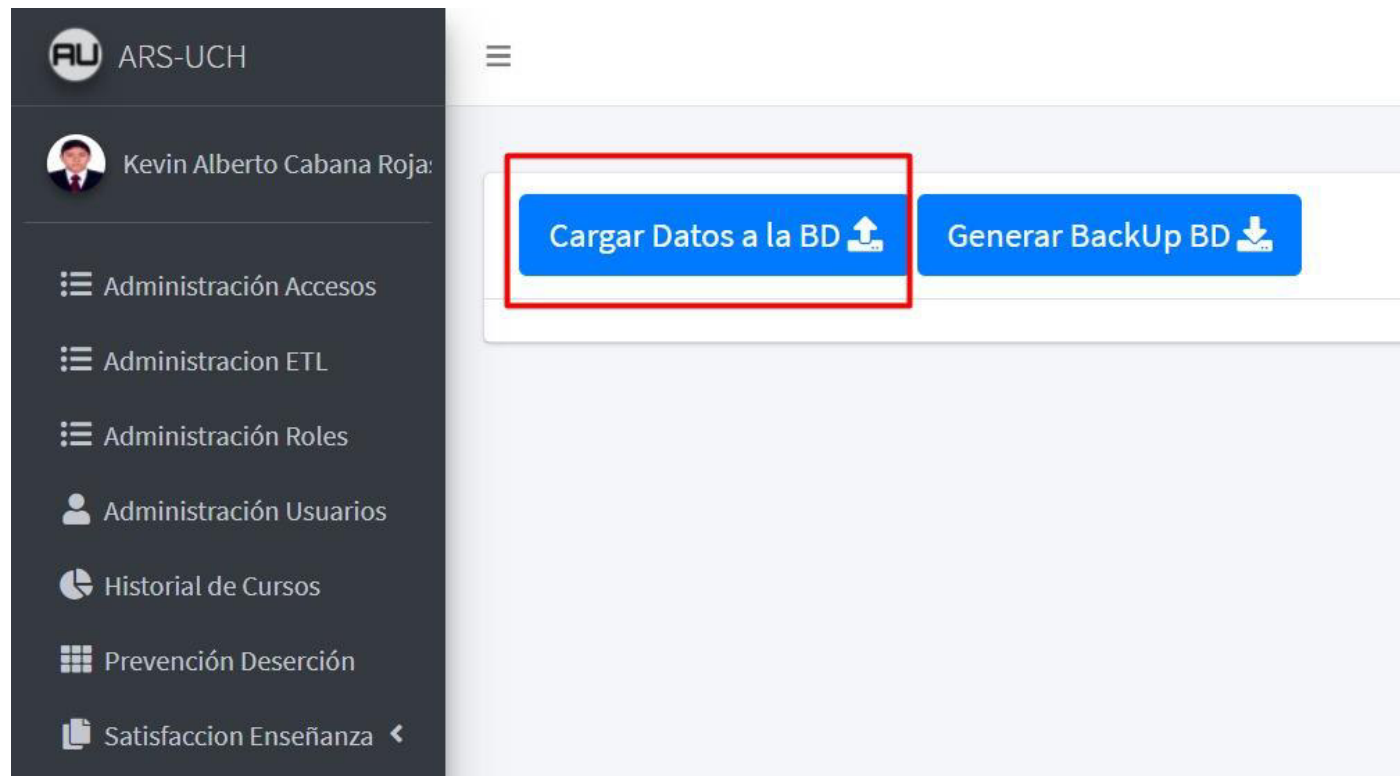 AU ARS-UCH
Kevin Alberto Cabana Roja
Cargar Datos a la BD Generar BackUp BD
Administración Accesos
Administracion ETL
Administración Roles
Administración Usuarios
Historial de Cursos
Prevención Deserción
Satisfaccion Enseñanza